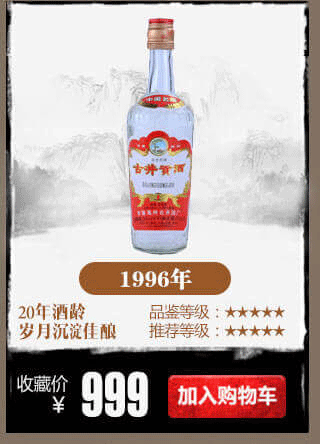 古井贡酒
1996年
20年酒龄
品鉴等级：★★★★★
岁月沉淀佳酿
推荐等级：★★★★★
收藏价
¥ 999
加入购物车